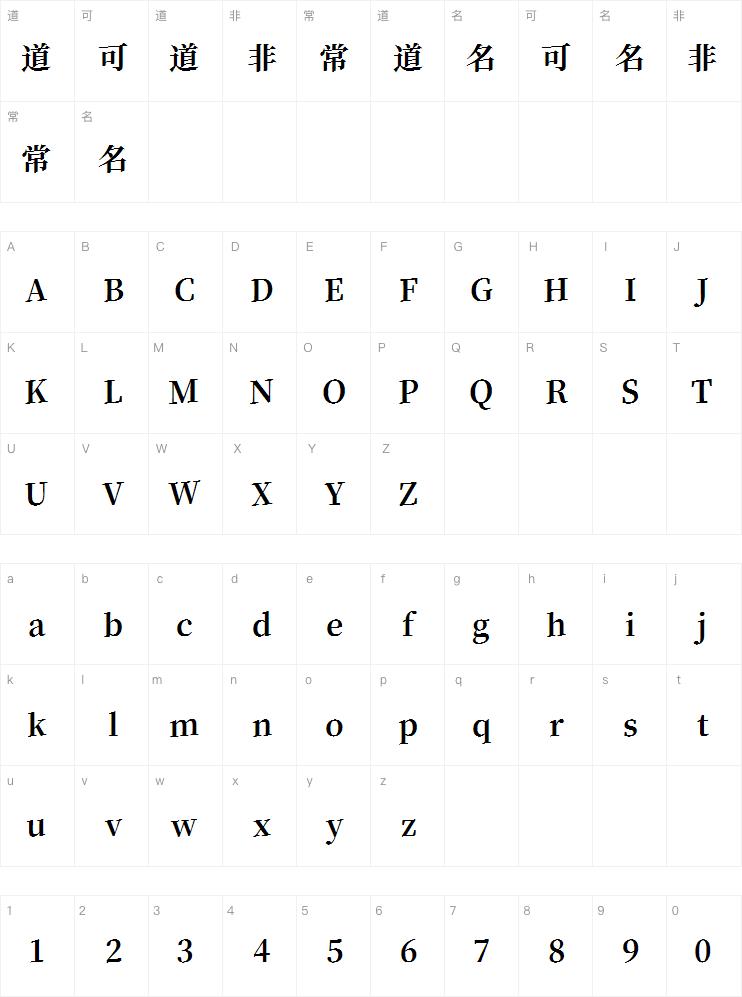 道 可 道 非 常 道 名 可 名 非
道 可 道 非 常 道 名 可 名 非
常 名
常 名
A B C D E F G H I J
A B C D E F G H I J
K L M N O P Q R S T
K L M N O P Q R S T
U V W X Y Z
U V W X Y Z
a b c d e f g h i j
a b c d e f g h i j
k l m n o p q r s t
k l m n o p q r s t
u v w x y z
u v w x y z
1 2 3 4 5 6 7 8 9 0
1 2 3 4 5 6 7 8 9 0